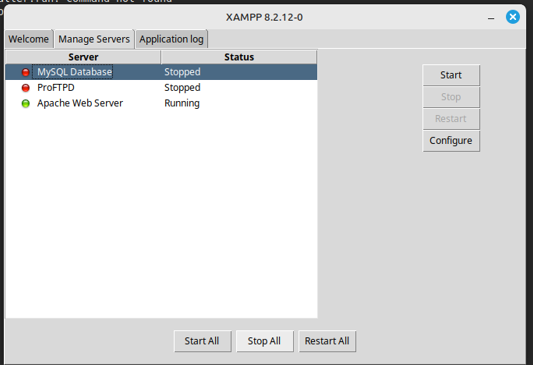 command not found
XAMPP 8.2.12-0
Welcome Manage Servers Application log
Server Status
MySQL Database Stopped
ProFTPD Stopped
Apache Web Server Running
Start
Stop
Restart
Configure
Start All Stop All Restart All